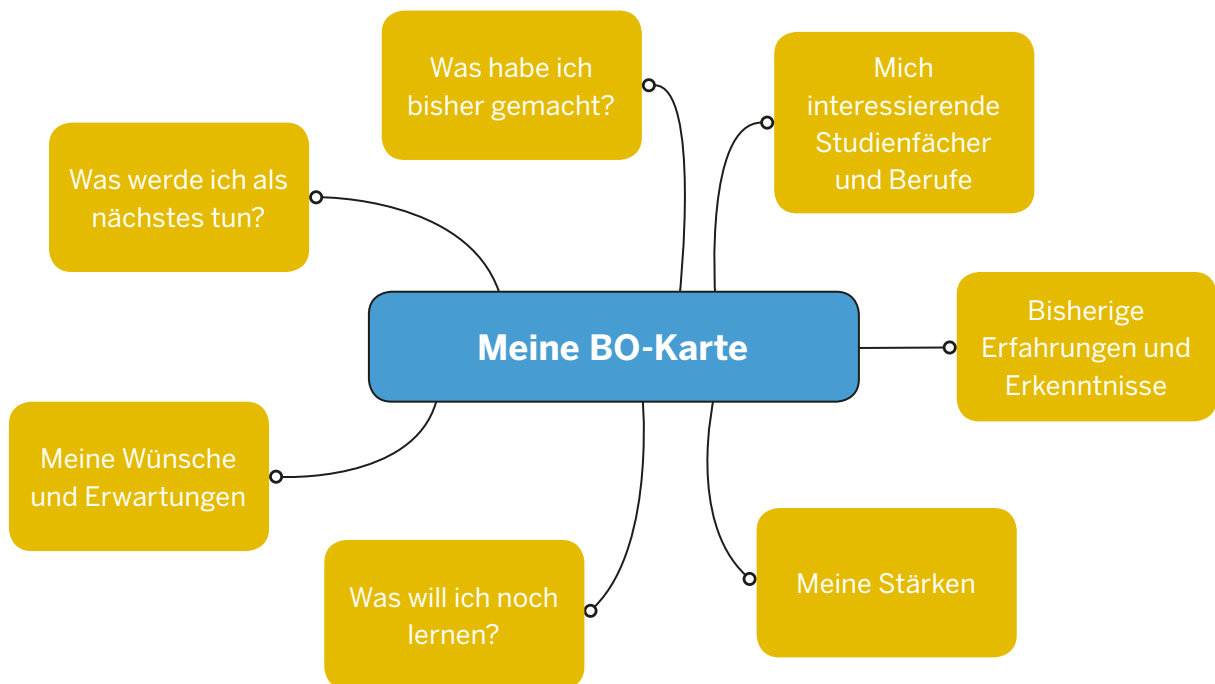 Was habe ich
bisher gemacht?
Mich
interessierende
Studienfächer
und Berufe
Was werde ich als
nächstes tun?
Bisherige
Erfahrungen und
Erkenntnisse
Meine BO-Karte
Meine Wünsche
und Erwartungen
Was will ich noch
lernen?
Meine Stärken